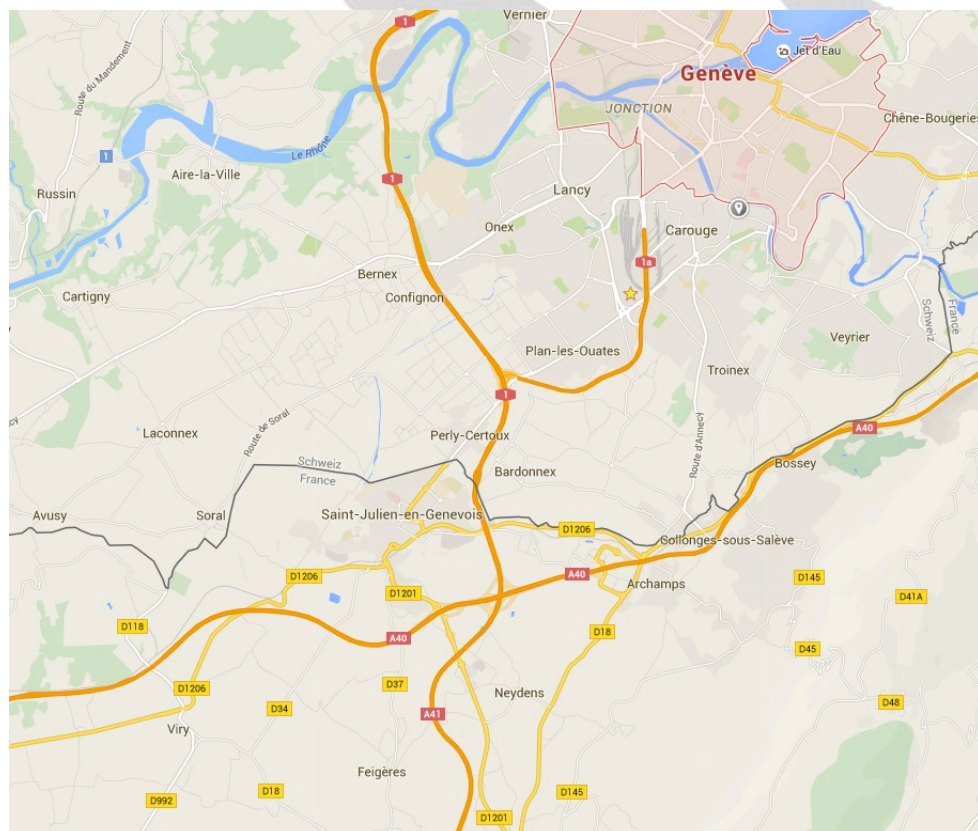 1
Vernier
Jet d'Eau
Genève
Route du Mandement
JONCTION
Chêne-Bougeries
Le Rhône
1
Aire-la-Ville
1
Lancy
Russin
Onex
Carouge
1a
Bernex
Cartigny
Confignon
Schweiz
France
Plan-les-Ouates
Veyrier
Troinex
1
Route de Soral
Laconnex
Perly-Certoux
A40
Route d'Annecy
Schweiz
France
Bardonnex
Bossey
Avusy
Soral
Saint-Julien-en-Genevois
D1206
Collonges-sous-Salève
D1206
A40
Archamps
D145
D1201
D41A
D118
A40
D18
D45
D1206
D37
Neydens
D48
D34
A41
Viry
Feigères
D992
D18
D145
D1201